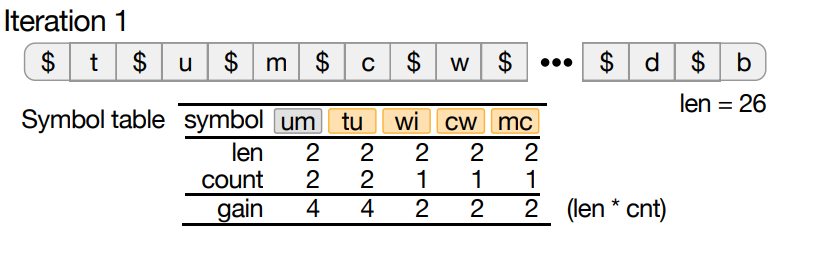 Iteration 1
$ t $ u $ m $ c $ w $ ••• $ d $ b
len = 26
Symbol table symbol um tu wi cw mc
len 2 2 2 2 2
count 2 2 1 1 1
gain 4 4 2 2 2 (len * cnt)